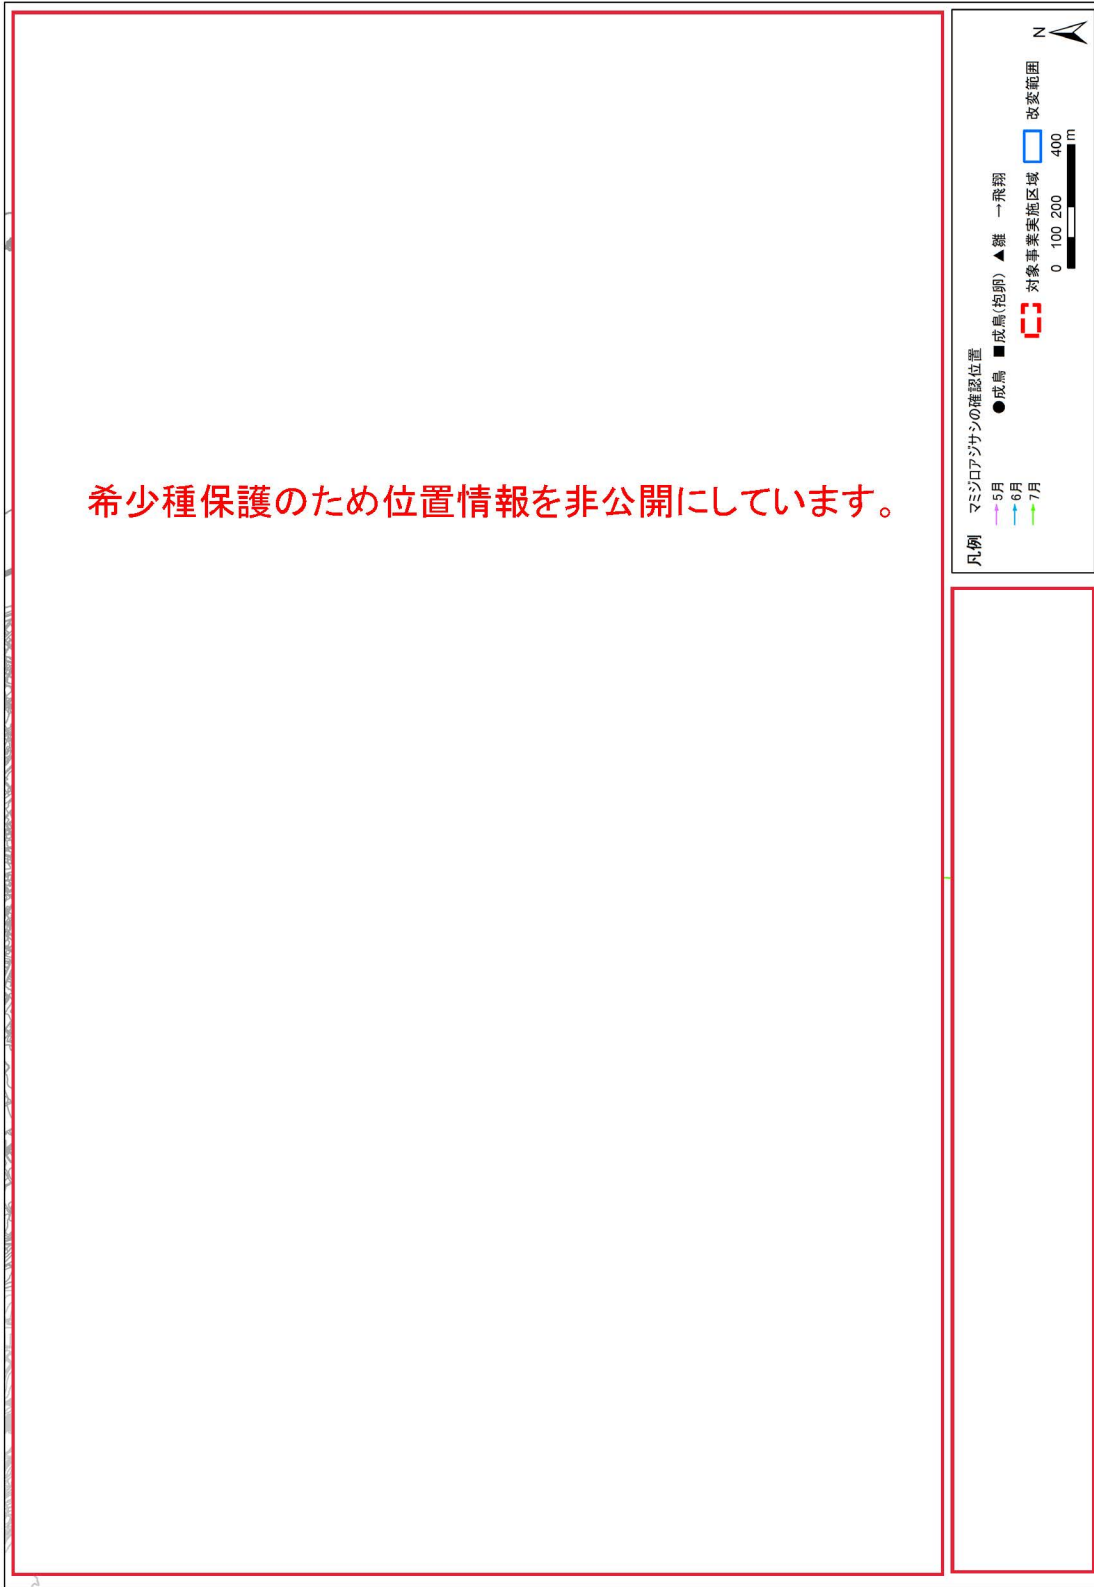 希少種保護のため位置情報を非公開にしています。
凡例 マミジロアジサシの確認位置
5月 ●成鳥 ■成鳥(抱卵) ▲雛 →飛翔
6月
7月
対象事業実施区域 改変範囲
0 100 200 400
m
N